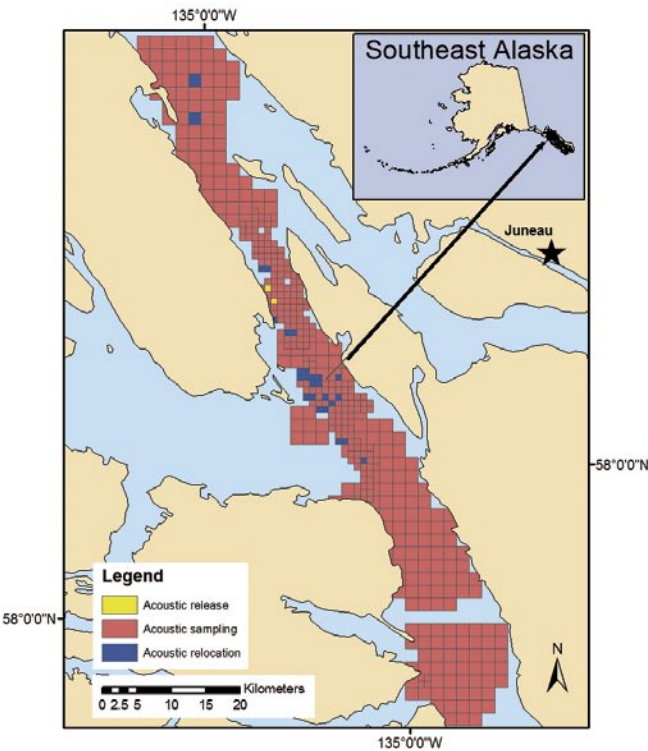 135°0'0"W
Southeast Alaska
Juneau
58°0'0"N
Legend
Acoustic release
Acoustic sampling
Acoustic relocation
58°0'0"N
Kilometers
0 2.5 5 10 15 20
N
135°0'0"W